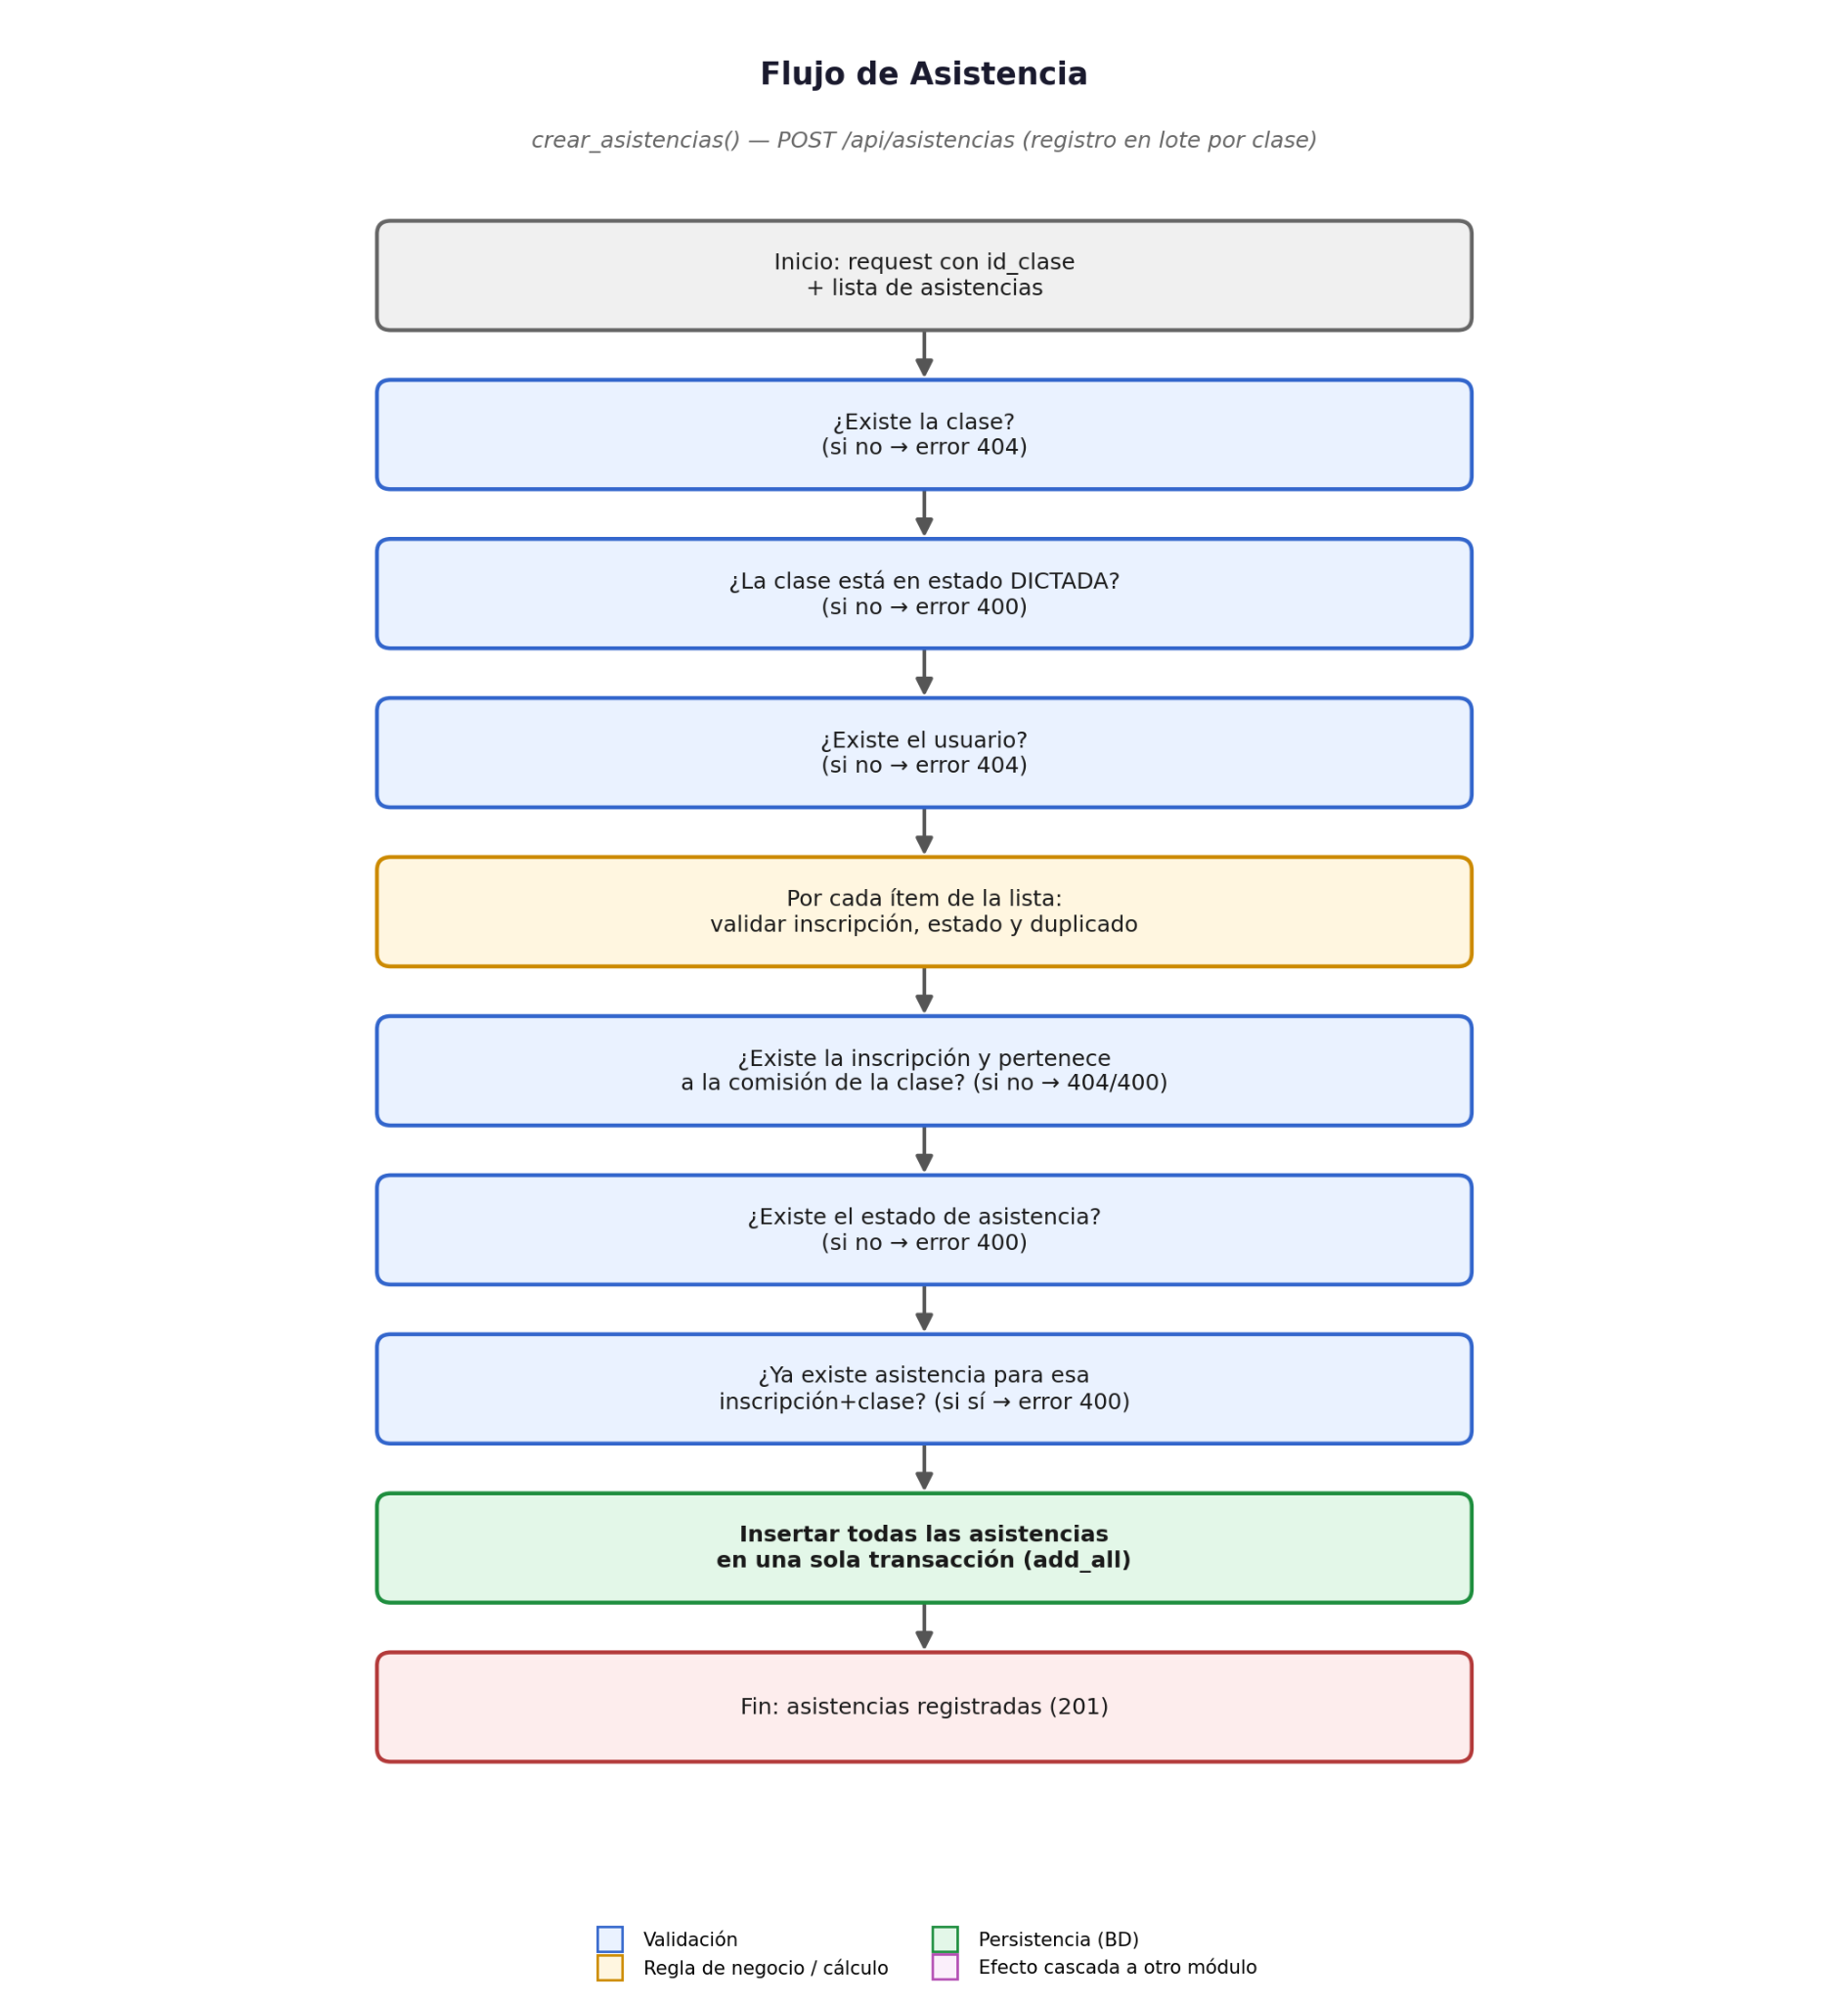 Flujo de Asistencia
crear_asistencias() — POST /api/asistencias (registro en lote por clase)
Inicio: request con id_clase
+ lista de asistencias
¿Existe la clase?
(si no → error 404)
¿La clase está en estado DICTADA?
(si no → error 400)
¿Existe el usuario?
(si no → error 404)
Por cada ítem de la lista:
validar inscripción, estado y duplicado
¿Existe la inscripción y pertenece
a la comisión de la clase? (si no → 404/400)
¿Existe el estado de asistencia?
(si no → error 400)
¿Ya existe asistencia para esa
inscripción+clase? (si sí → error 400)
Insertar todas las asistencias
en una sola transacción (add_all)
Fin: asistencias registradas (201)
Validación
Regla de negocio / cálculo
Persistencia (BD)
Efecto cascada a otro módulo